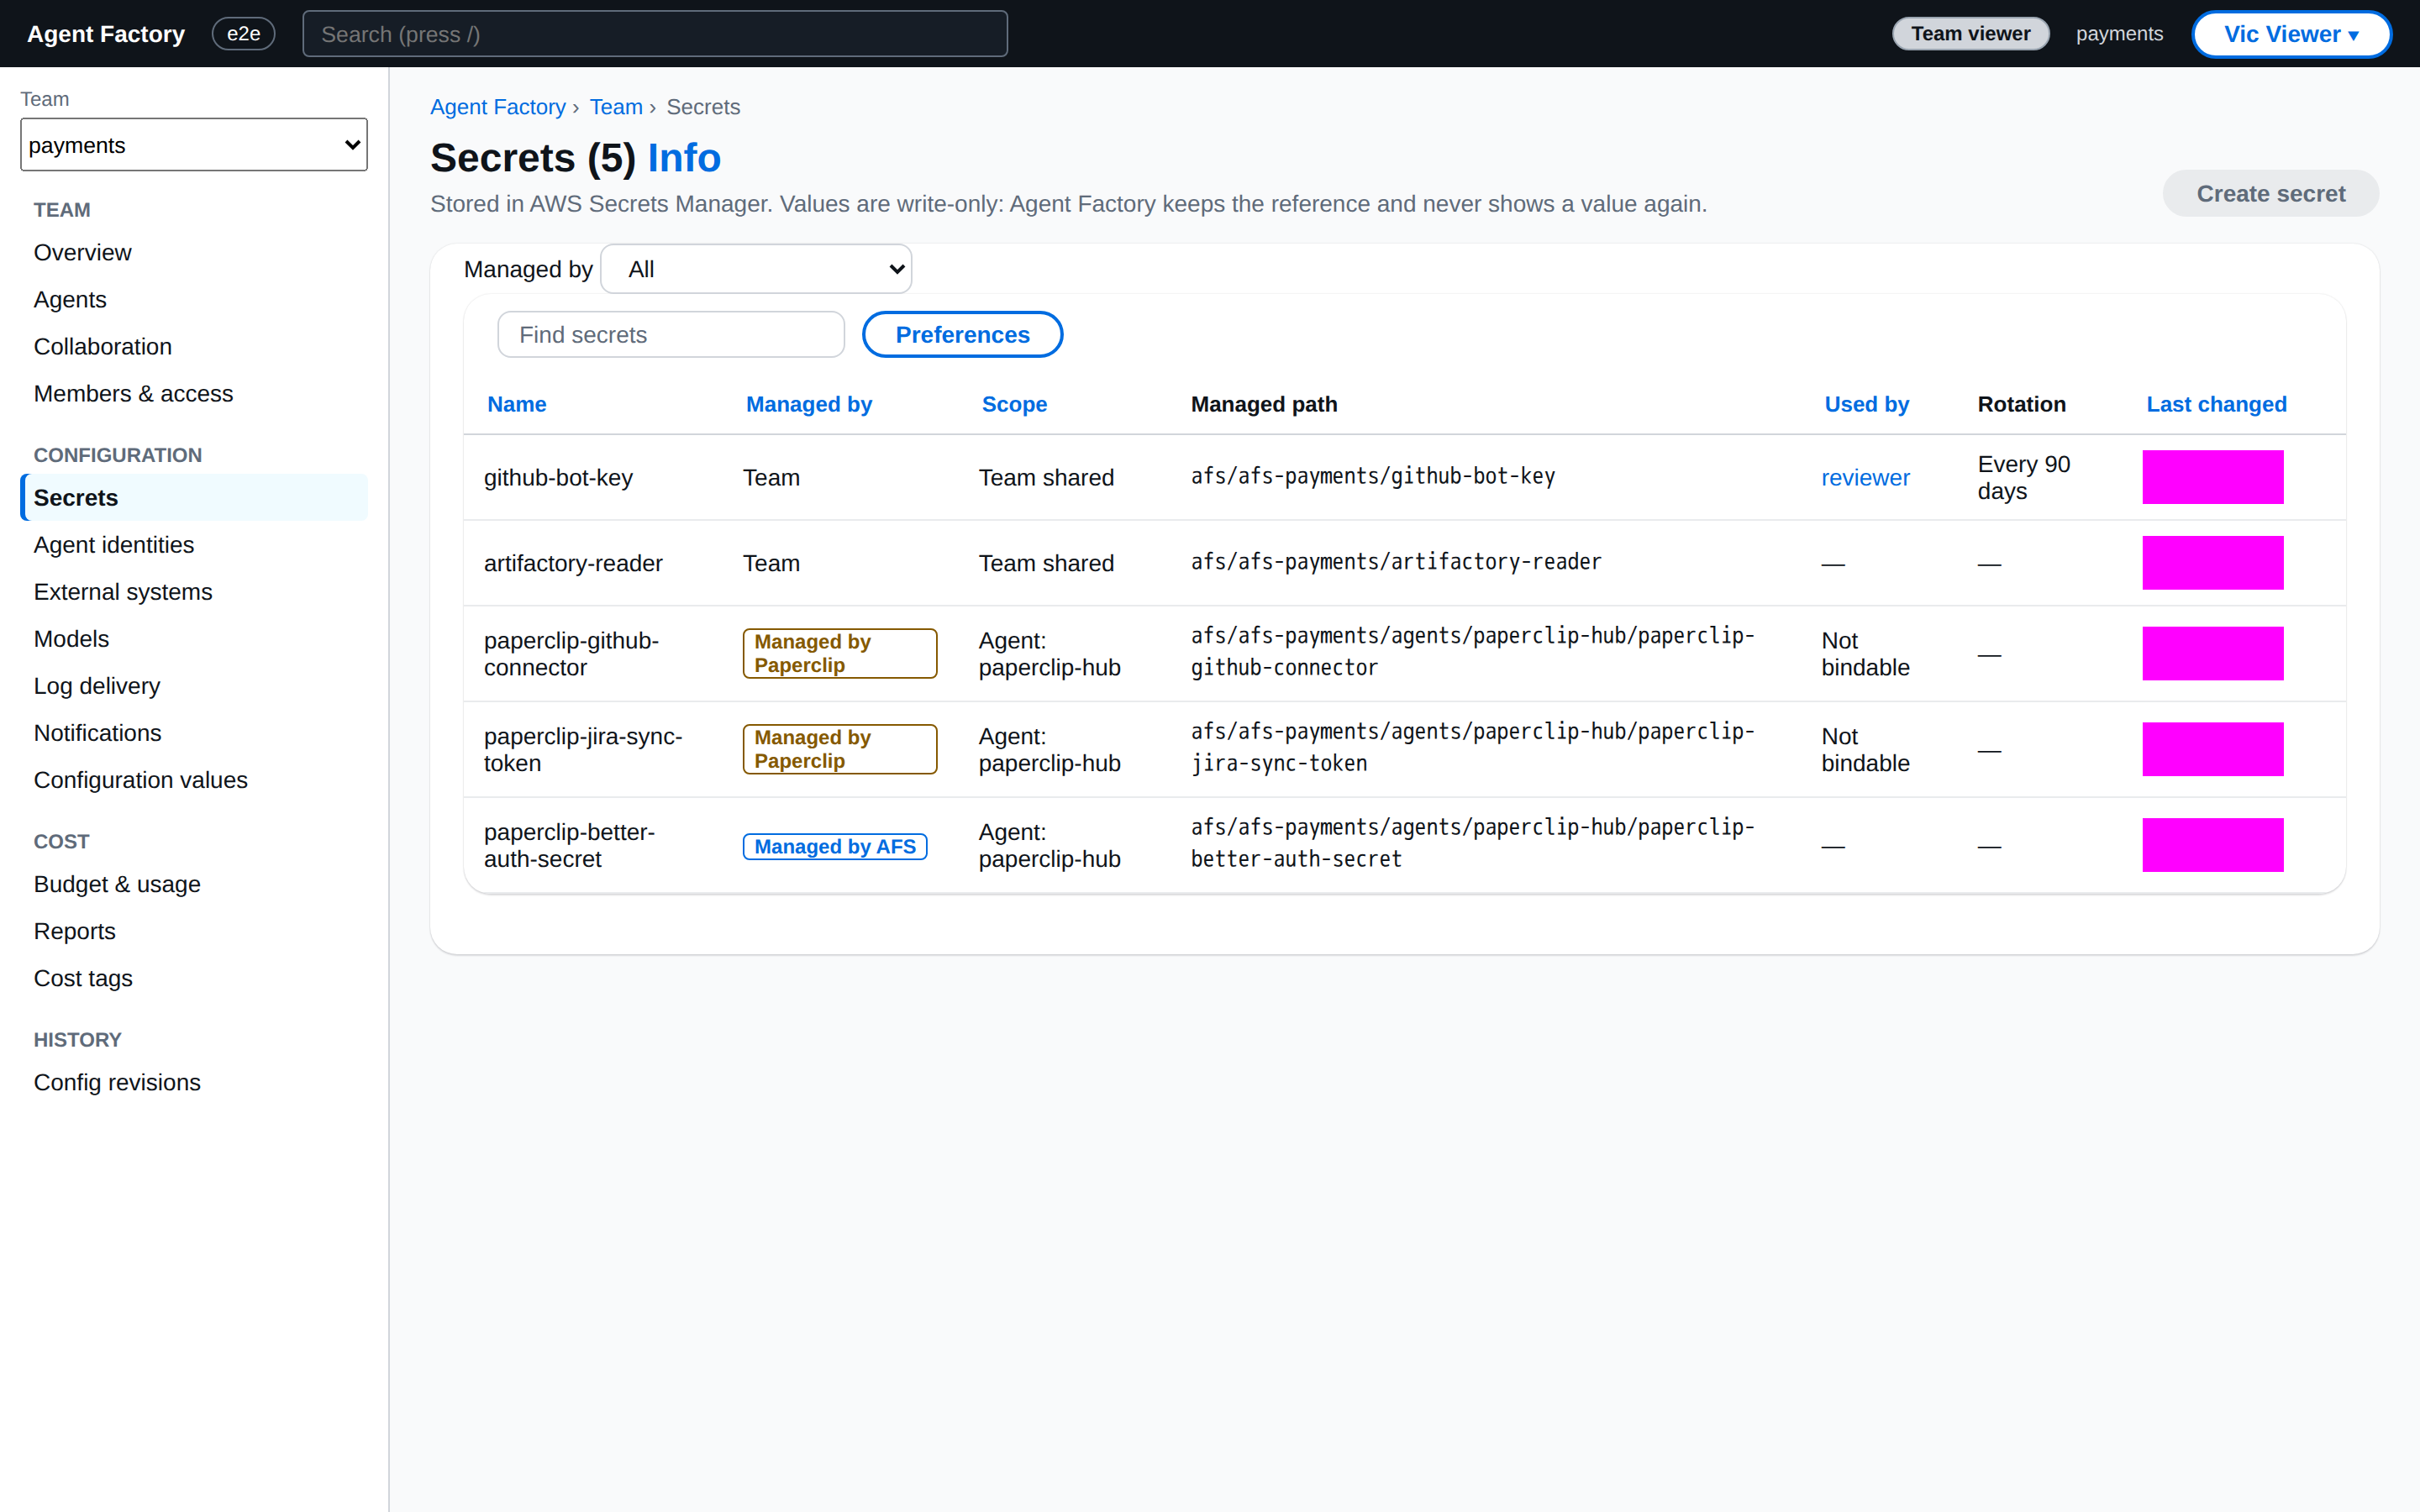 Agent Factory e2e Search (press /) Team viewer payments Vic Viewer ▾
Team
payments
TEAM
Overview
Agents
Collaboration
Members & access
CONFIGURATION
Secrets
Agent identities
External systems
Models
Log delivery
Notifications
Configuration values
COST
Budget & usage
Reports
Cost tags
HISTORY
Config revisions
Agent Factory › Team › Secrets
Secrets (5) Info
Stored in AWS Secrets Manager. Values are write-only: Agent Factory keeps the reference and never shows a value again.
Create secret
Managed by All
Find secrets Preferences
Name Managed by Scope Managed path Used by Rotation Last changed
github-bot-key Team Team shared afs/afs-payments/github-bot-key reviewer Every 90
days
artifactory-reader Team Team shared afs/afs-payments/artifactory-reader — —
paperclip-github- Managed by Agent: afs/afs-payments/agents/paperclip-hub/paperclip- Not —
connector Paperclip paperclip-hub github-connector bindable
paperclip-jira-sync- Managed by Agent: afs/afs-payments/agents/paperclip-hub/paperclip- Not —
token Paperclip paperclip-hub jira-sync-token bindable
paperclip-better- Managed by AFS Agent: afs/afs-payments/agents/paperclip-hub/paperclip- — —
auth-secret paperclip-hub better-auth-secret